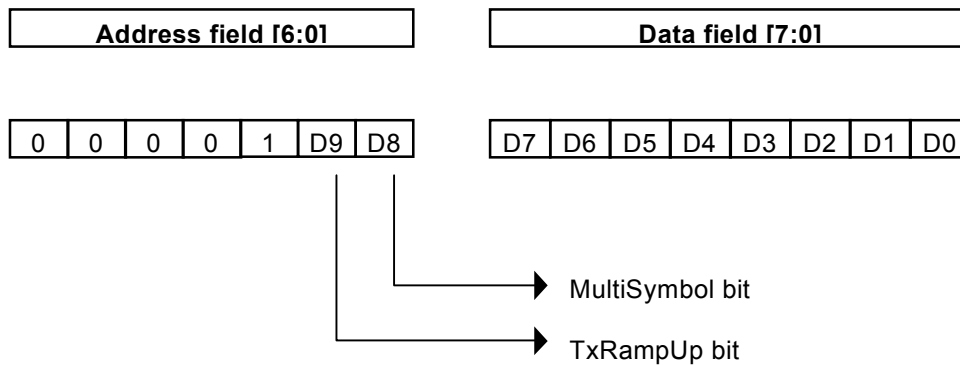 Address field [6:0] Data field [7:0]
0 0 0 0 1 D9 D8 D7 D6 D5 D4 D3 D2 D1 D0
MultiSymbol bit
TxRampUp bit